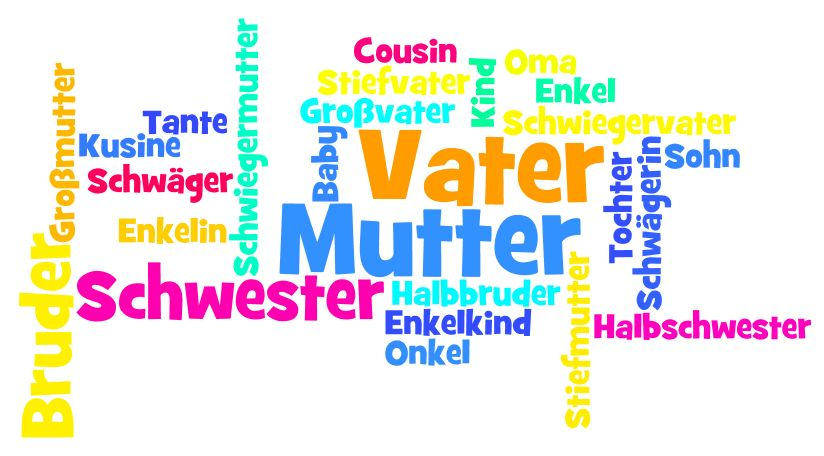 Cousin
Oma
Stiefvater
Kind
Enkel
Großvater
Schwiegervater
Tante
Kusine
Schwäger
Enkelin
Großmutter
Schwiegermutter
Baby
Vater
Sohn
Tochter
Schwägerin
Mutter
Bruder
Schwester
Halbbruder
Enkelkind
Onkel
Stiefmutter
Halbschwester